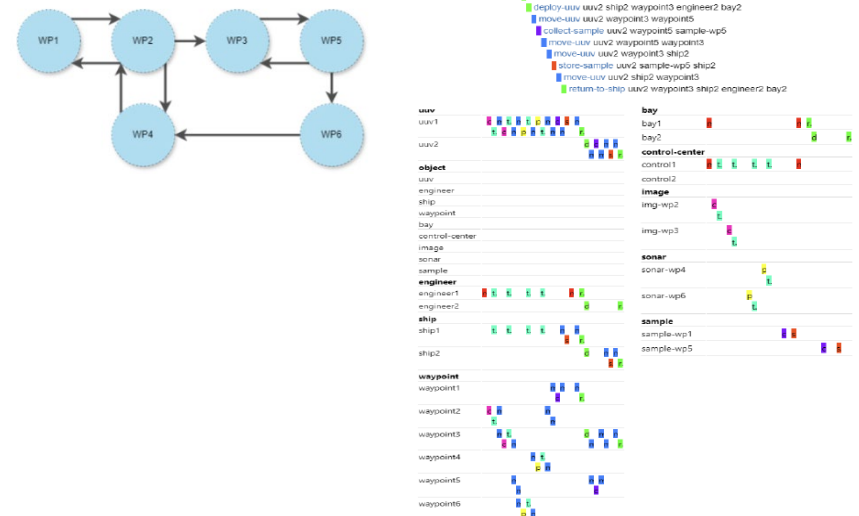 WP1
WP2
WP3
WP5
WP4
WP6
deploy-uuv uuv2 ship2 waypoint3 engineer2 bay2
move-uuv uuv2 waypoint3 waypoint5
collect-sample uuv2 waypoint5 sample-wp5
move-uuv uuv2 waypoint5 waypoint3
move-uuv uuv2 waypoint3 ship2
store-sample uuv2 sample-wp5 ship2
move-uuv uuv2 ship2 waypoint3
return-to-ship uuv2 waypoint3 ship2 engineer2 bay2
uuv
uuv1
uuv2
object
uuv
engineer
ship
waypoint
bay
control-center
image
sonar
sample
engineer
engineer1
engineer2
ship
ship1
ship2
waypoint
waypoint1
waypoint2
waypoint3
waypoint4
waypoint5
waypoint6
bay
bay1
bay2
control-center
control1
control2
image
img-wp2
img-wp3
sonar
sonar-wp4
sonar-wp6
sample
sample-wp1
sample-wp5